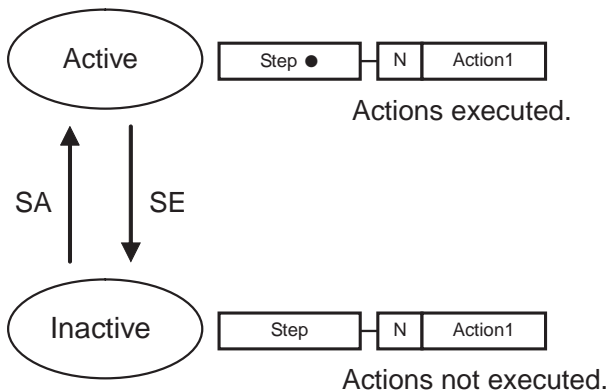 Active
Step ● N Action1
Actions executed.
SA SE
Inactive
Step N Action1
Actions not executed.